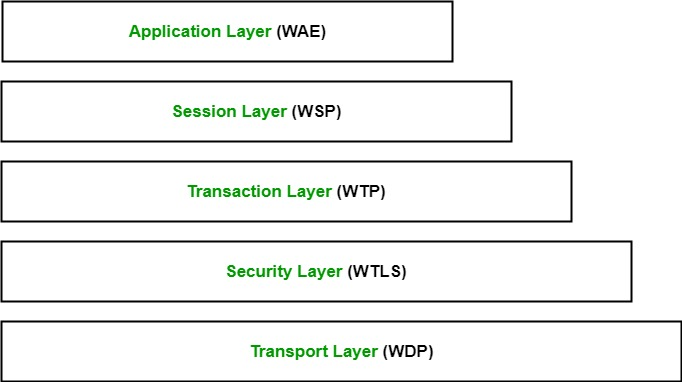 Application Layer (WAE)
Session Layer (WSP)
Transaction Layer (WTP)
Security Layer (WTLS)
Transport Layer (WDP)